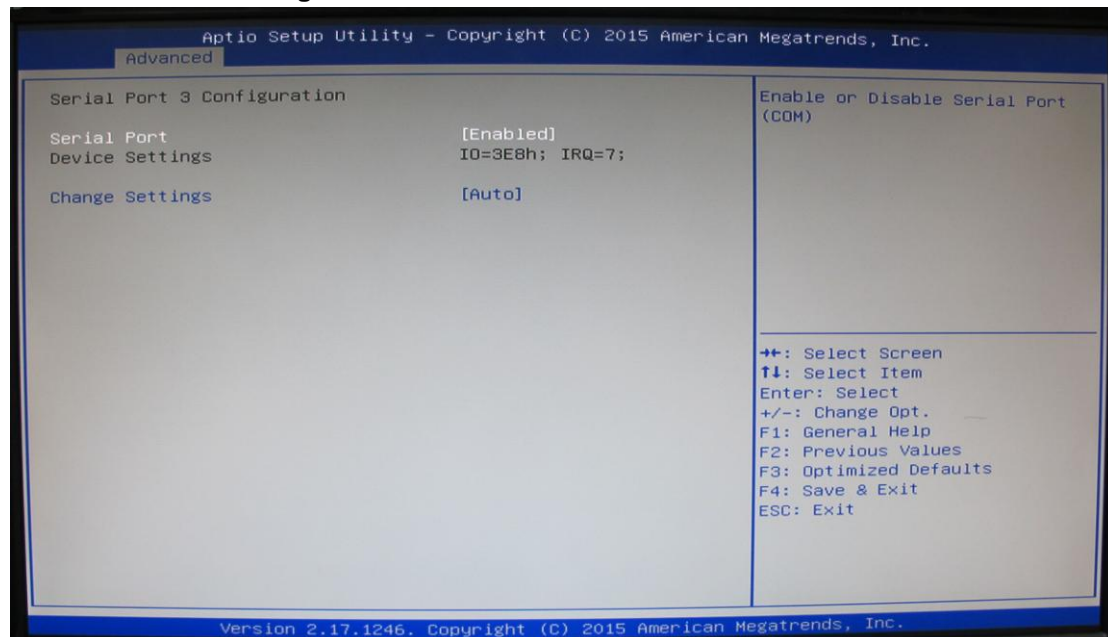 Aptio Setup Utility – Copyright (C) 2015 American Megatrends, Inc.
Advanced
Serial Port 3 Configuration
Serial Port [Enabled]
Device Settings IO=3E8h; IRQ=7;
Change Settings [Auto]
Enable or Disable Serial Port
(COM)
→←: Select Screen
↑↓: Select Item
Enter: Select
+/-: Change Opt.
F1: General Help
F2: Previous Values
F3: Optimized Defaults
F4: Save & Exit
ESC: Exit
Version 2.17.1246. Copyright (C) 2015 American Megatrends, Inc.